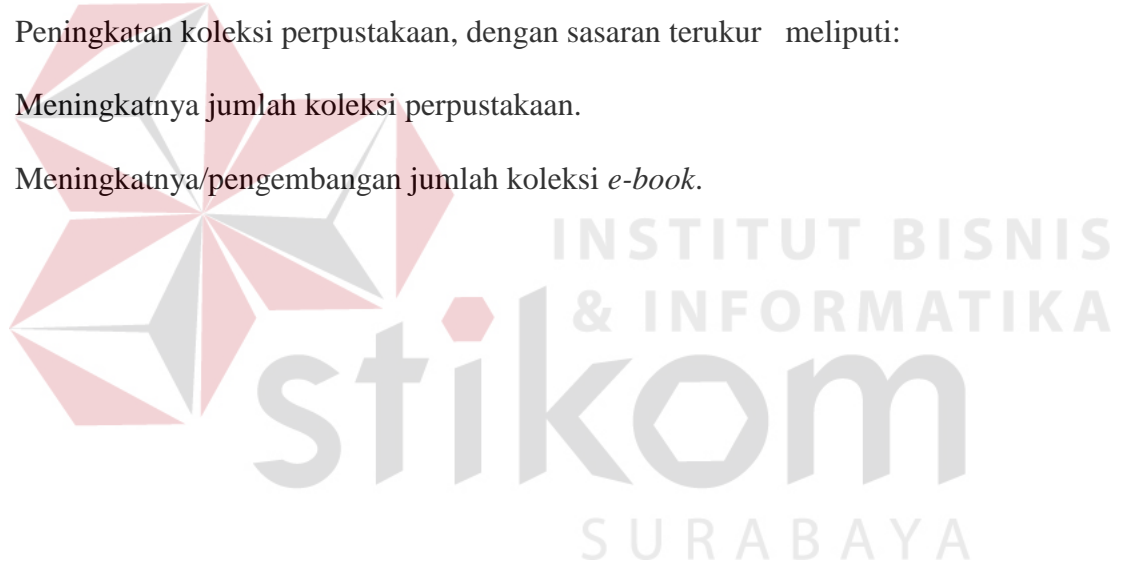 Peningkatan koleksi perpustakaan, dengan sasaran terukur   meliputi:
Meningkatnya jumlah koleksi perpustakaan.
Meningkatnya/pengembangan jumlah koleksi e-book.
INSTITUT BISNIS
& INFORMATIKA
stikom
SURABAYA